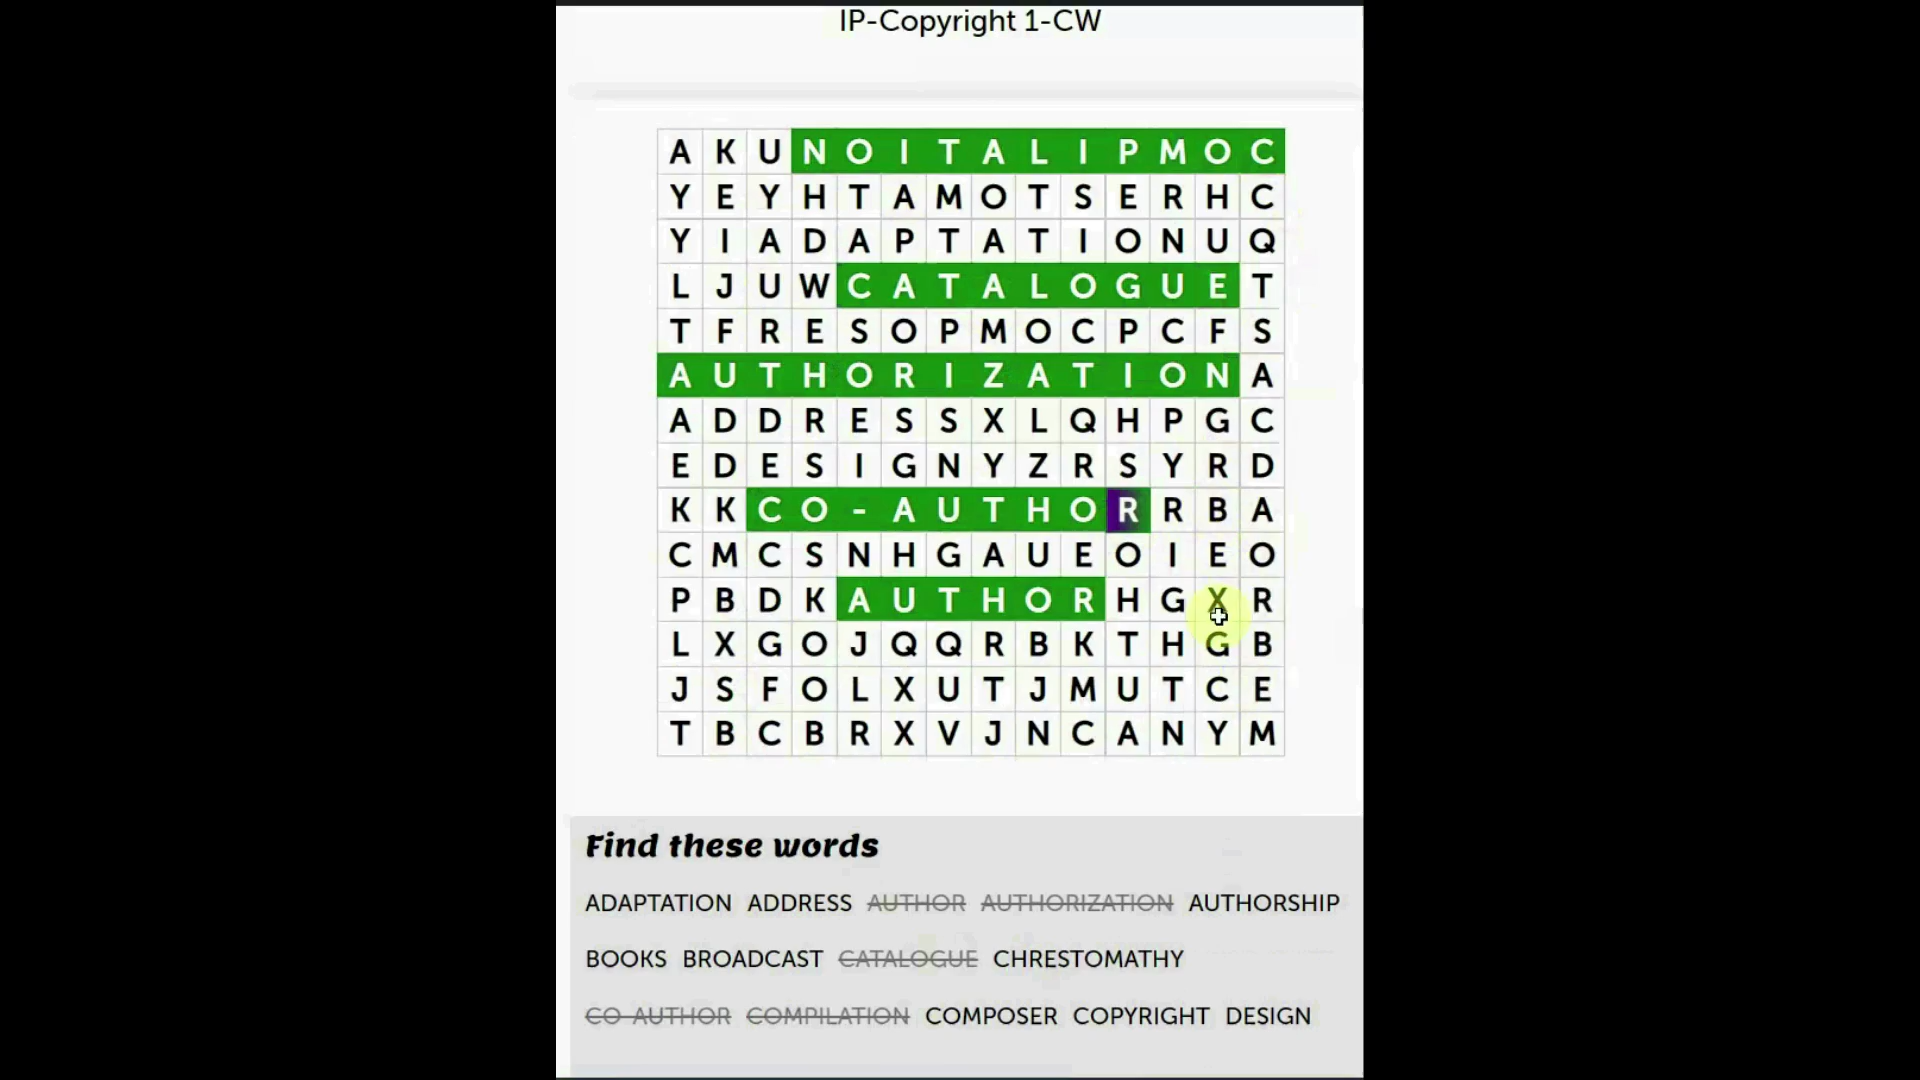 IP-Copyright 1-CW
A K U N O I T A L I P M O C
Y E Y H T A M O T S E R H C
Y I A D A P T A T I O N U Q
L J U W C A T A L O G U E T
T F R E S O P M O C P C F S
A U T H O R I Z A T I O N A
A D D R E S S X L Q H P G C
E D E S I G N Y Z R S Y R D
K K C O - A U T H O R R B A
C M C S N H G A U E O I E O
P B D K A U T H O R H G X R
L X G O J Q Q R B K T H G B
J S F O L X U T J M U T C E
T B C B R X V J N C A N Y M
Find these words
ADAPTATION ADDRESS AUTHOR AUTHORIZATION AUTHORSHIP
BOOKS BROADCAST CATALOGUE CHRESTOMATHY
CO-AUTHOR COMPILATION COMPOSER COPYRIGHT DESIGN